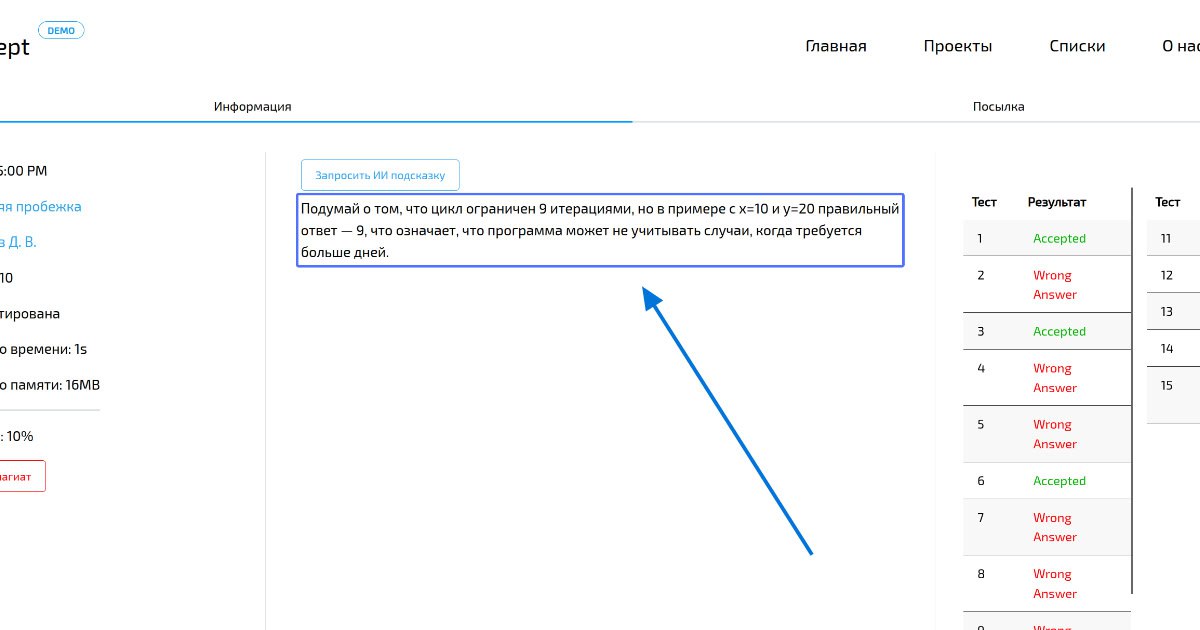 ept DEMO
Главная Проекты Списки О нас
Информация Посылка
5:00 PM
яя пробежка
в Д. В.
10
тирована
о времени: 1s
о памяти: 16MB
: 10%
лагиат
Запросить ИИ подсказку
Подумай о том, что цикл ограничен 9 итерациями, но в примере с x=10 и y=20 правильный
ответ — 9, что означает, что программа может не учитывать случаи, когда требуется
больше дней.
Тест Результат
1 Accepted
2 Wrong
Answer
3 Accepted
4 Wrong
Answer
5 Wrong
Answer
6 Accepted
7 Wrong
Answer
8 Wrong
Answer
9 Wrong
Тест
11
12
13
14
15